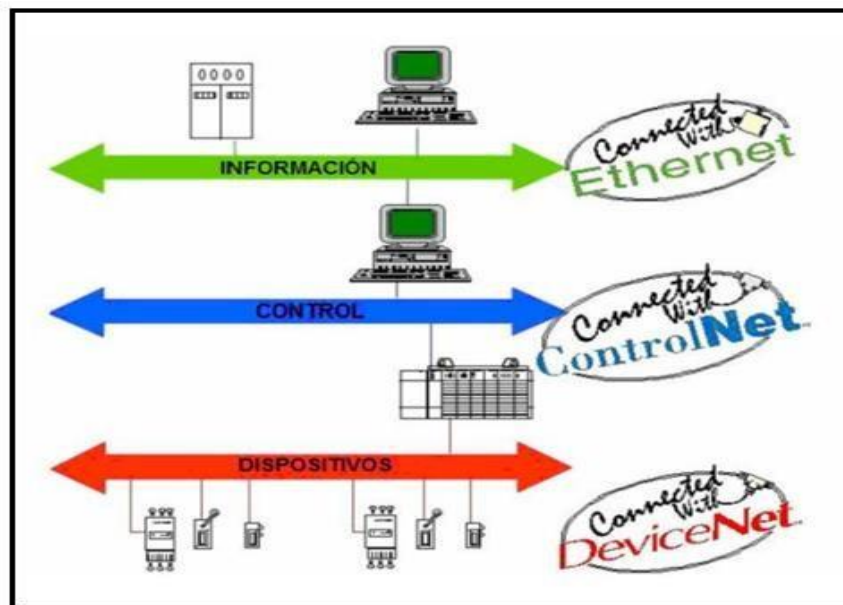 INFORMACIÓN
Connected
With
Ethernet
CONTROL
Connected
With
ControlNet
DISPOSITIVOS
Connected
With
DeviceNet